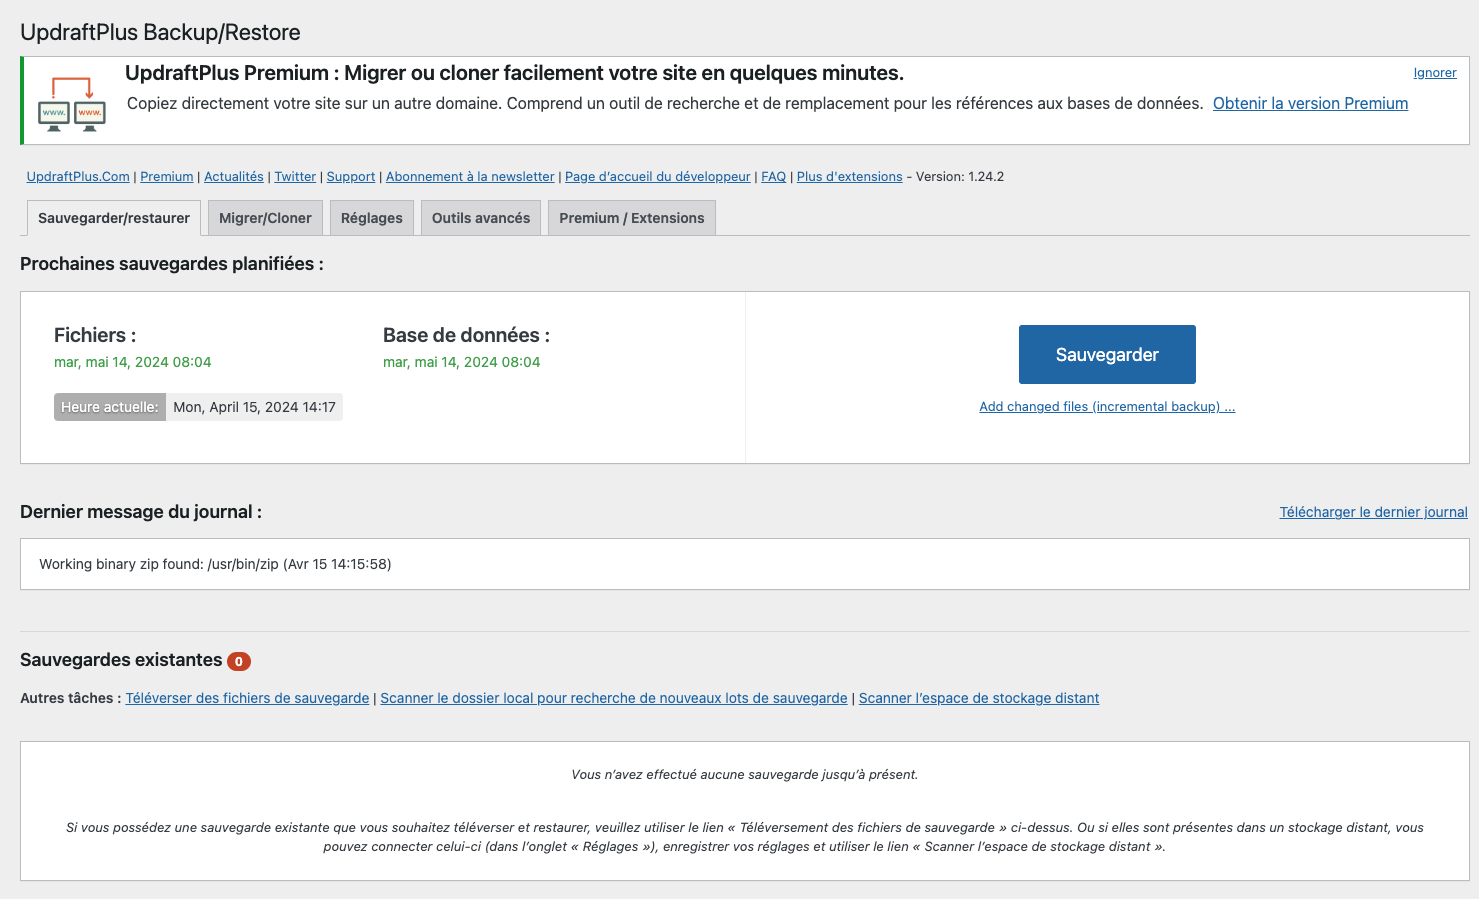 UpdraftPlus Backup/Restore
UpdraftPlus Premium : Migrer ou cloner facilement votre site en quelques minutes.
Ignorer
www. www.
Copiez directement votre site sur un autre domaine. Comprend un outil de recherche et de remplacement pour les références aux bases de données. Obtenir la version Premium
UpdraftPlus.Com | Premium | Actualités | Twitter | Support | Abonnement à la newsletter | Page d’accueil du développeur | FAQ | Plus d'extensions - Version: 1.24.2
Sauvegarder/restaurer Migrer/Cloner Réglages Outils avancés Premium / Extensions
Prochaines sauvegardes planifiées :
Fichiers :
mar, mai 14, 2024 08:04
Base de données :
mar, mai 14, 2024 08:04
Heure actuelle: Mon, April 15, 2024 14:17
Sauvegarder
Add changed files (incremental backup) ...
Dernier message du journal :
Télécharger le dernier journal
Working binary zip found: /usr/bin/zip (Avr 15 14:15:58)
Sauvegardes existantes 0
Autres tâches : Téléverser des fichiers de sauvegarde | Scanner le dossier local pour recherche de nouveaux lots de sauvegarde | Scanner l’espace de stockage distant
Vous n’avez effectué aucune sauvegarde jusqu’à présent.
Si vous possédez une sauvegarde existante que vous souhaitez téléverser et restaurer, veuillez utiliser le lien « Téléversement des fichiers de sauvegarde » ci-dessus. Ou si elles sont présentes dans un stockage distant, vous
pouvez connecter celui-ci (dans l’onglet « Réglages »), enregistrer vos réglages et utiliser le lien « Scanner l’espace de stockage distant ».